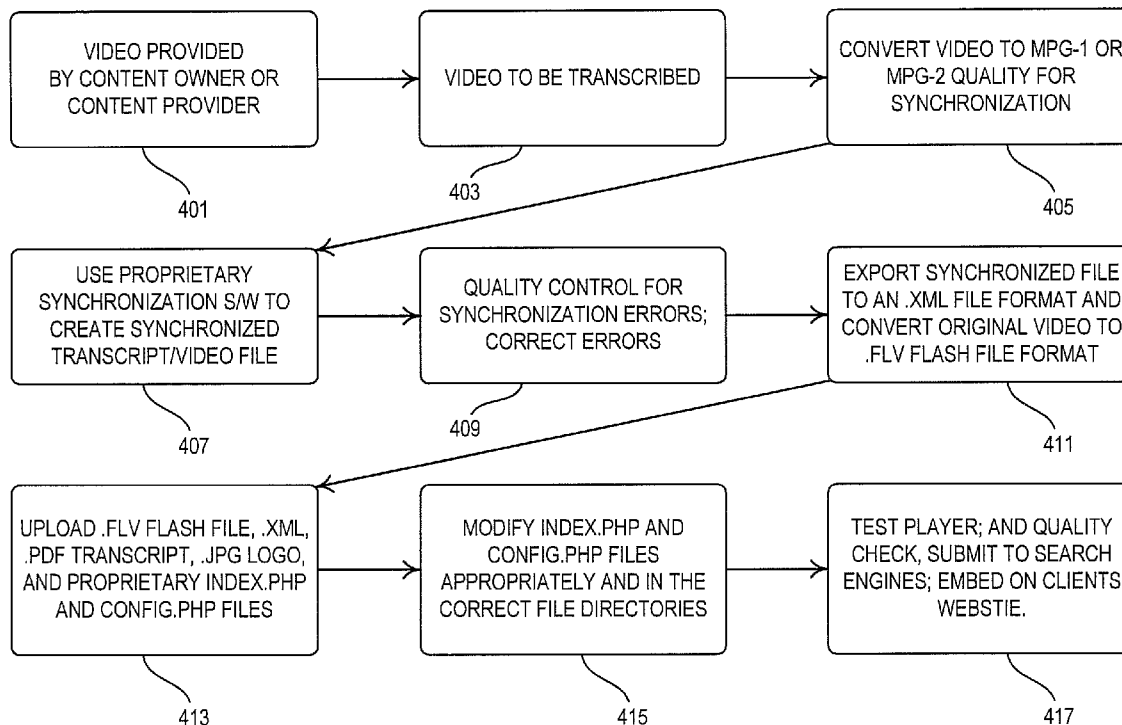 VIDEO PROVIDED
BY CONTENT OWNER OR
CONTENT PROVIDER
401
VIDEO TO BE TRANSCRIBED
403
CONVERT VIDEO TO MPG-1 OR
MPG-2 QUALITY FOR
SYNCHRONIZATION
405
USE PROPRIETARY
SYNCHRONIZATION S/W TO
CREATE SYNCHRONIZED
TRANSCRIPT/VIDEO FILE
407
QUALITY CONTROL FOR
SYNCHRONIZATION ERRORS;
CORRECT ERRORS
409
EXPORT SYNCHRONIZED FILE
TO AN .XML FILE FORMAT AND
CONVERT ORIGINAL VIDEO TO
.FLV FLASH FILE FORMAT
411
UPLOAD .FLV FLASH FILE, .XML,
.PDF TRANSCRIPT, .JPG LOGO,
AND PROPRIETARY INDEX.PHP
AND CONFIG.PHP FILES
413
MODIFY INDEX.PHP AND
CONFIG.PHP FILES
APPROPRIATELY AND IN THE
CORRECT FILE DIRECTORIES
415
TEST PLAYER; AND QUALITY
CHECK, SUBMIT TO SEARCH
ENGINES; EMBED ON CLIENTS
WEBSTIE.
417